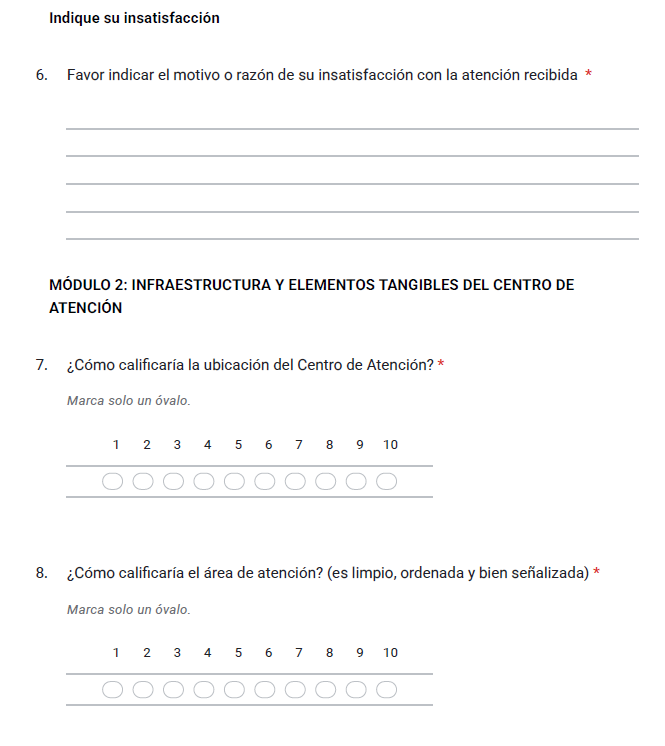 Indique su insatisfacción
6. Favor indicar el motivo o razón de su insatisfacción con la atención recibida *
MÓDULO 2: INFRAESTRUCTURA Y ELEMENTOS TANGIBLES DEL CENTRO DE
ATENCIÓN
7. ¿Cómo calificaría la ubicación del Centro de Atención? *
Marca solo un óvalo.
1 2 3 4 5 6 7 8 9 10
8. ¿Cómo calificaría el área de atención? (es limpio, ordenada y bien señalizada) *
Marca solo un óvalo.
1 2 3 4 5 6 7 8 9 10